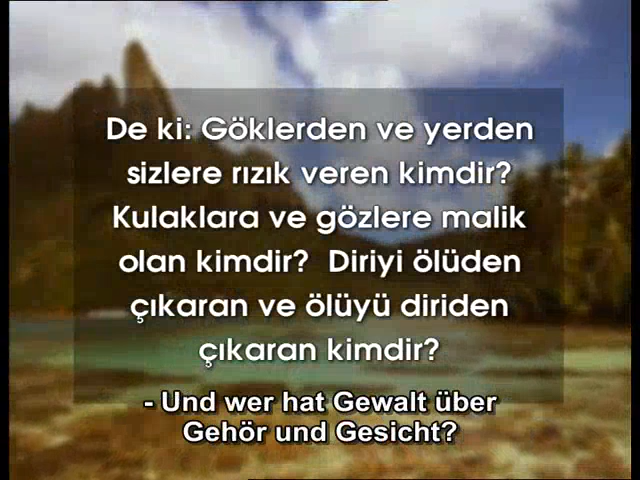 De ki: Göklerden ve yerden
sizlere rızık veren kimdir?
Kulaklara ve gözlere malik
olan kimdir? Diriyi ölüden
çıkaran ve ölüyü diriden
çıkaran kimdir?
- Und wer hat Gewalt über
Gehör und Gesicht?